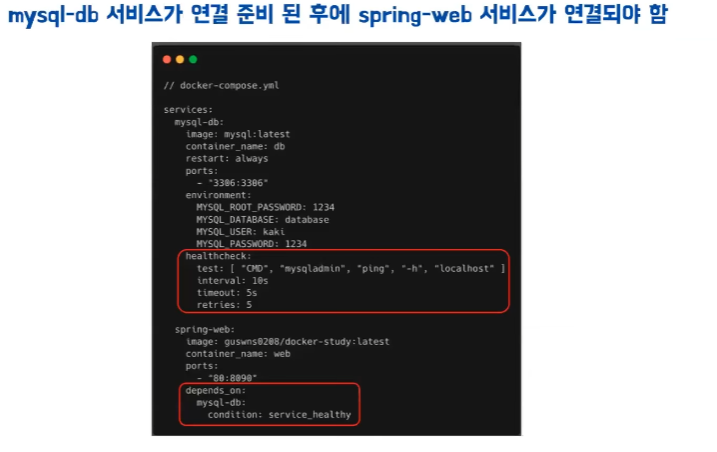 mysql-db 서비스가 연결 준비 된 후에 spring-web 서비스가 연결되야 함
// docker-compose.yml
services:
  mysql-db:
    image: mysql:latest
    container_name: db
    restart: always
    ports:
      - "3306:3306"
    environment:
      MYSQL_ROOT_PASSWORD: 1234
      MYSQL_DATABASE: database
      MYSQL_USER: kaki
      MYSQL_PASSWORD: 1234
    healthcheck:
      test: [ "CMD", "mysqladmin", "ping", "-h", "localhost" ]
      interval: 10s
      timeout: 5s
      retries: 5
  spring-web:
    image: guswns0208/docker-study:latest
    container_name: web
    ports:
      - "80:8090"
    depends_on:
      mysql-db:
        condition: service_healthy